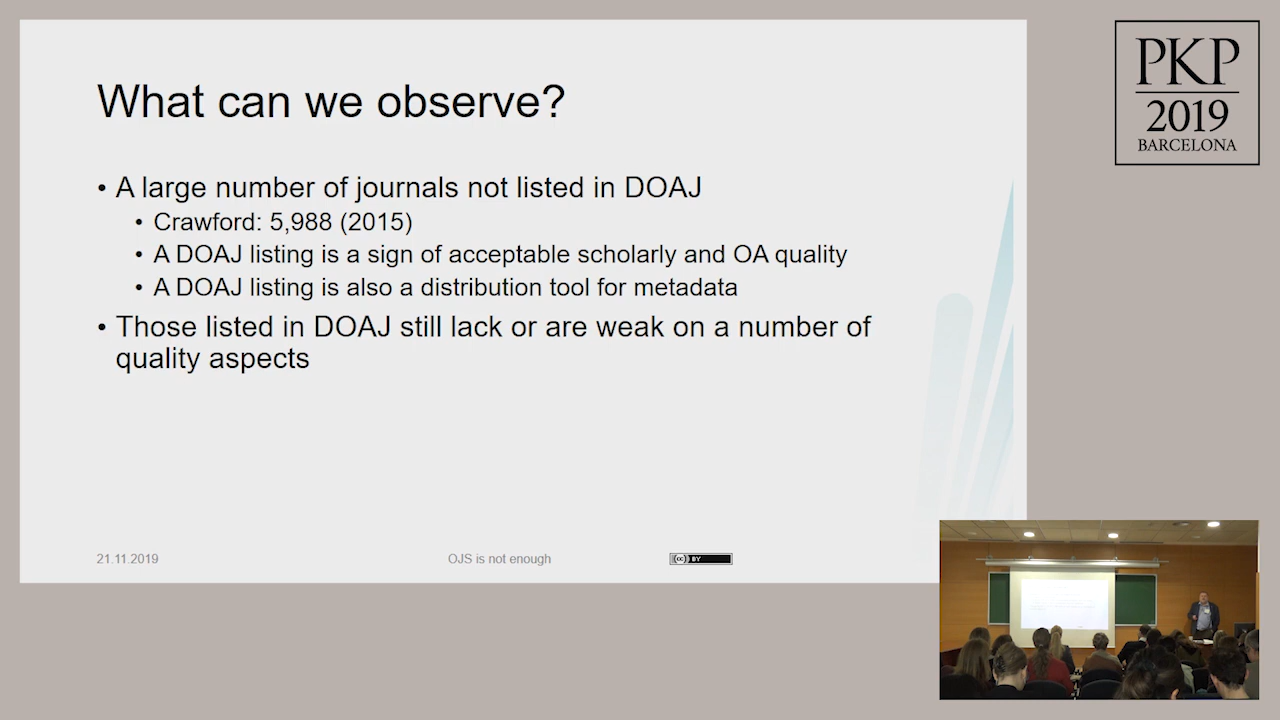 What can we observe?
• A large number of journals not listed in DOAJ
• Crawford: 5,988 (2015)
• A DOAJ listing is a sign of acceptable scholarly and OA quality
• A DOAJ listing is also a distribution tool for metadata
• Those listed in DOAJ still lack or are weak on a number of
quality aspects
21.11.2019
OJS is not enough
cc BY
PKP
2019
BARCELONA